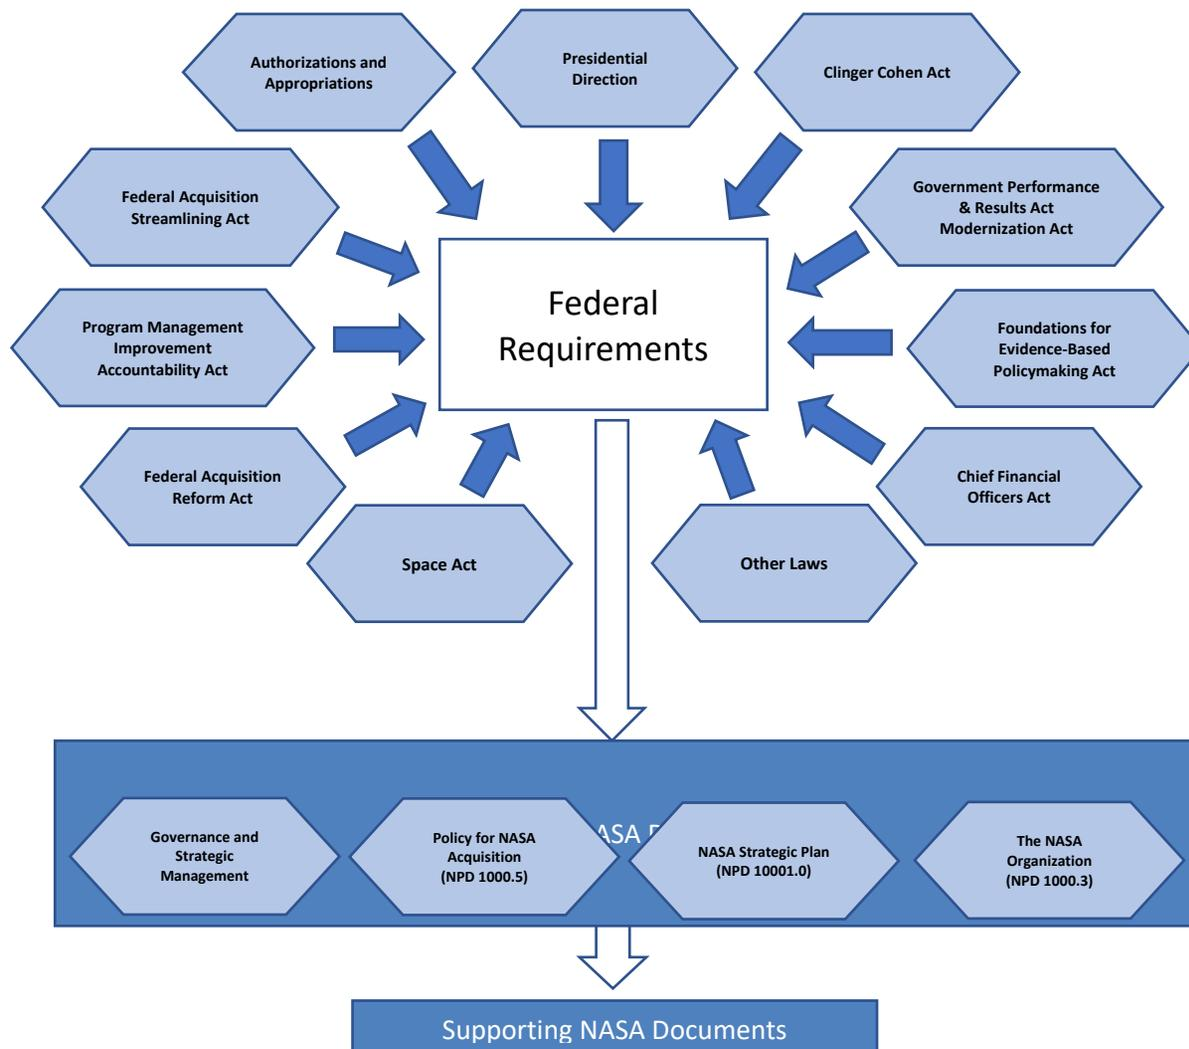 Authorizations and
Appropriations
Presidential
Direction
Clinger Cohen Act
Federal Acquisition
Streamlining Act
Government Performance
& Results Act
Modernization Act
Federal
Requirements
Program Management
Improvement
Accountability Act
Foundations for
Evidence-Based
Policymaking Act
Federal Acquisition
Reform Act
Chief Financial
Officers Act
Space Act
Other Laws
Governance and
Strategic
Management
Policy for NASA
Acquisition
(NPD 1000.5)
NASA Strategic Plan
(NPD 10001.0)
The NASA
Organization
(NPD 1000.3)
Supporting NASA Documents